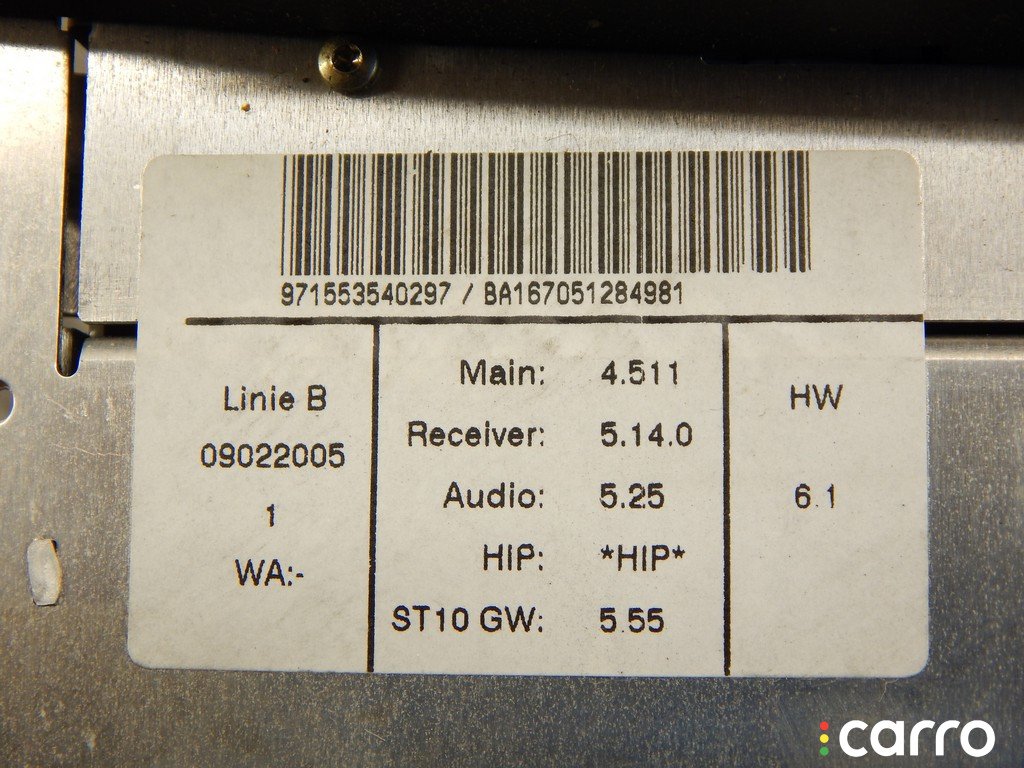 971553540297 / BA167051284981
Linie B
09022005
1
WA:-
Main: 4.511
Receiver: 5.14.0
Audio: 5.25
HIP: *HIP*
ST10 GW: 5.55
HW
6.1
carro